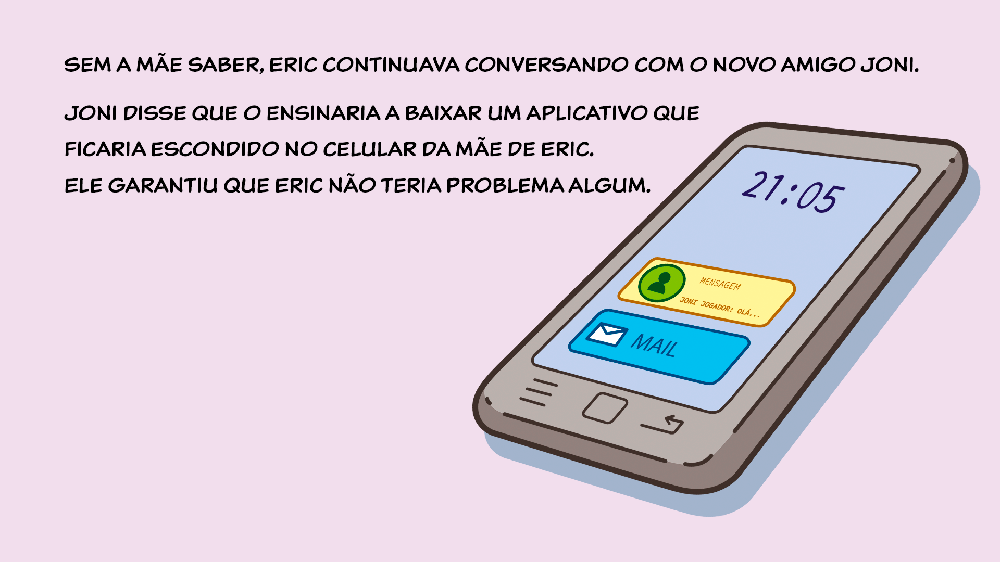 SEM A MÃE SABER, ERIC CONTINUAVA CONVERSANDO COM O NOVO AMIGO JONI.
JONI DISSE QUE O ENSINARIA A BAIXAR UM APLICATIVO QUE
FICARIA ESCONDIDO NO CELULAR DA MÃE DE ERIC.
ELE GARANTIU QUE ERIC NÃO TERIA PROBLEMA ALGUM.
21:05
MENSAGEM
JONI JOGADOR: OLÁ...
MAIL